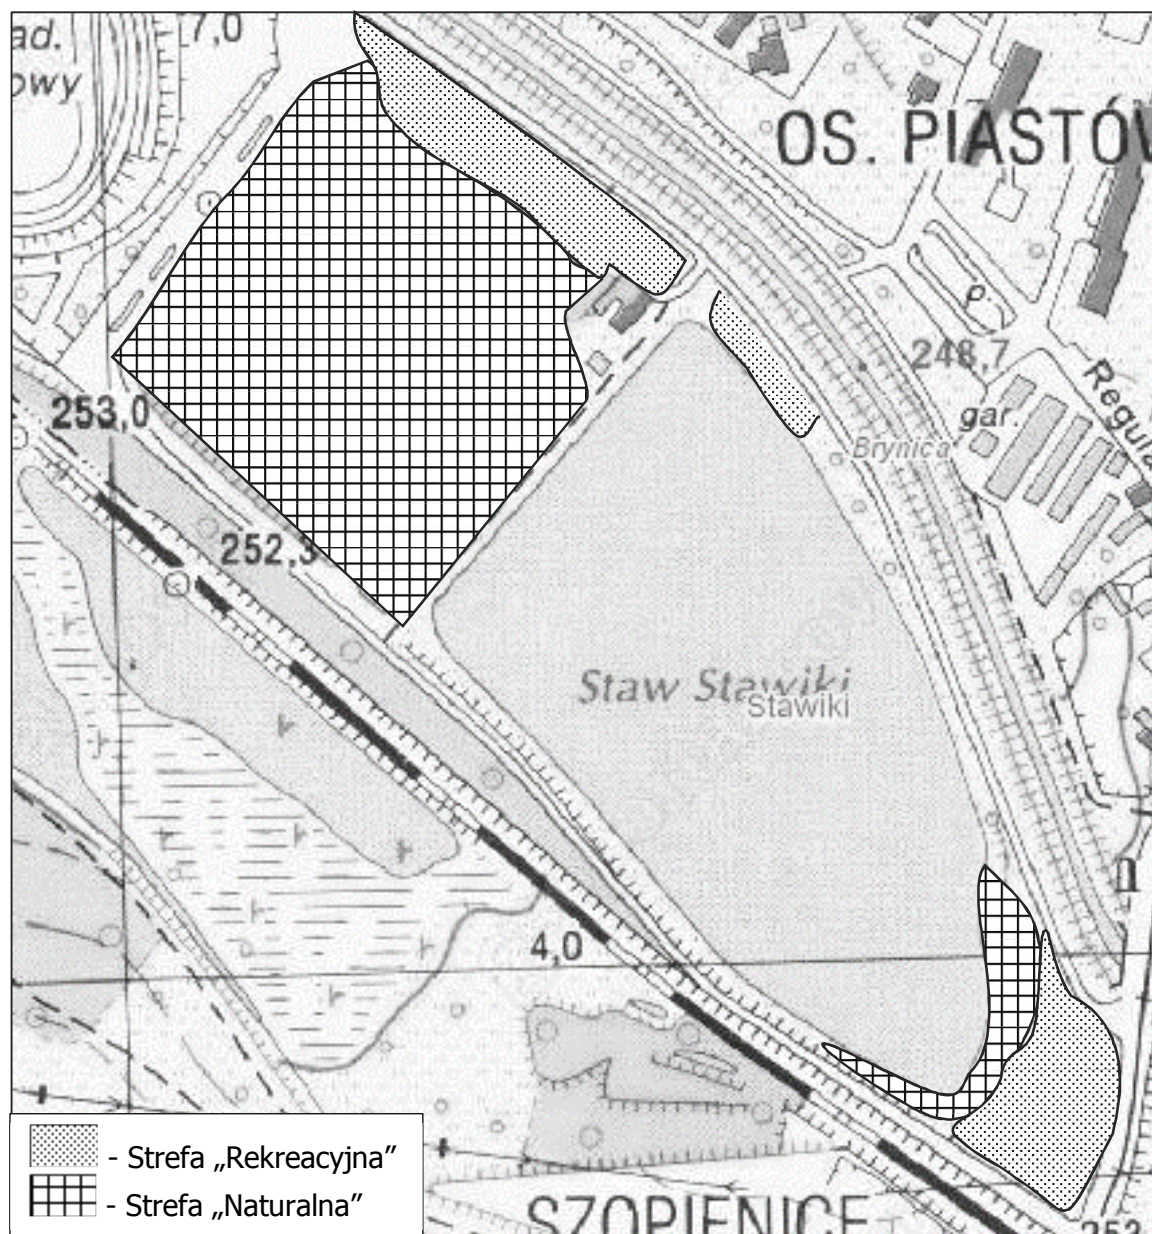 ad.
owy
7,0
OS. PIASTÓW
p.
248,7
gar.
Brynica
253,0
252,3
Staw Stawiki
Stawiki
4,0
n
- Strefa „Rekreacyjna”
- Strefa „Naturalna”
SZOPIENICE